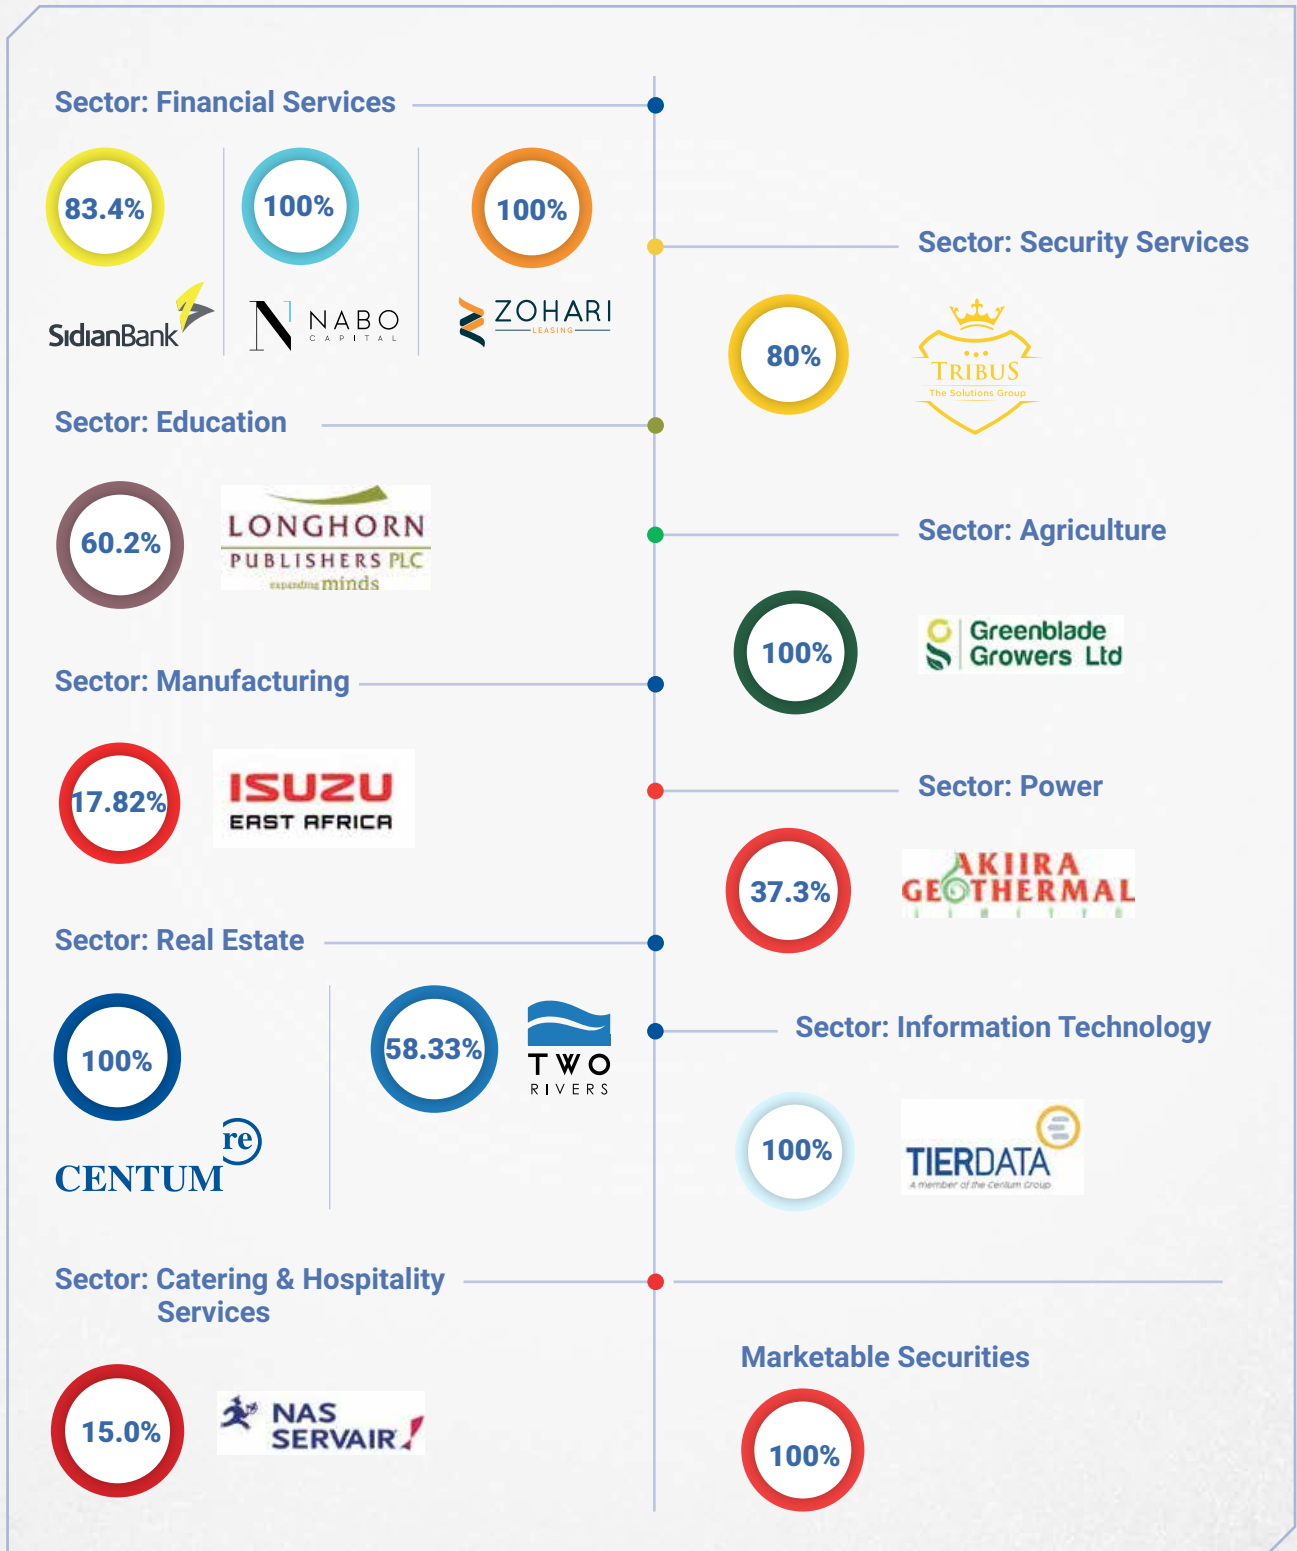 Sector: Financial Services
83.4%
100%
100%
SidianBank
NABO
CAPITAL
ZOHARI
LEASING
Sector: Security Services
80%
TRIBUS
The Solutions Group
Sector: Education
60.2%
LONGHORN
PUBLISHERS PLC
expanding minds
Sector: Agriculture
100%
Greenblade
Growers Ltd
Sector: Manufacturing
17.82%
ISUZU
EAST AFRICA
Sector: Power
37.3%
AKIIRA
GEOTHERMAL
Sector: Real Estate
100%
re
CENTUM
58.33%
TWO
RIVERS
Sector: Information Technology
100%
TIERDATA
A member of the Centum Group
Sector: Catering & Hospitality
Services
15.0%
NAS
SERVAIR
Marketable Securities
100%